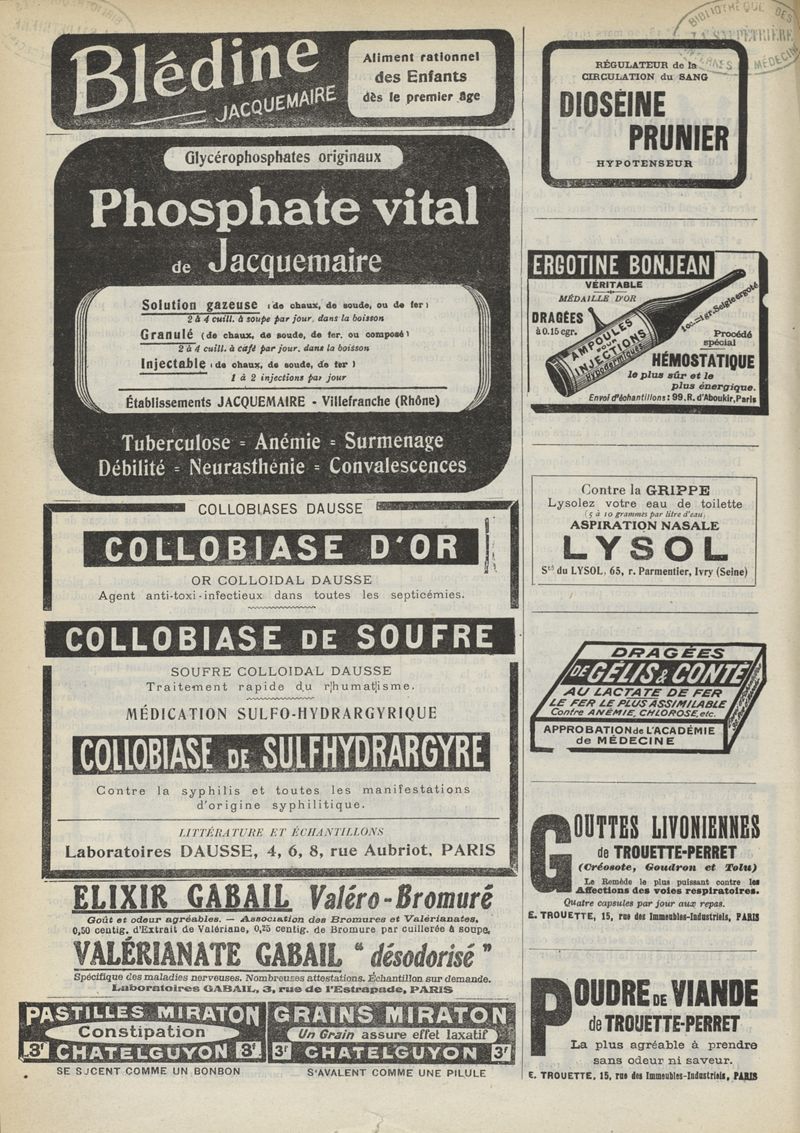 Blédine
JACQUEMAIRE
Aliment rationnel
des Enfants
dès le premier âge
Glycérophosphates originaux
Phosphate vital
de Jacquemaire
Solution gazeuse (de chaux, de soude, ou de fer)
2 à 4 cuill. à soupe par jour. dans la boisson
Granulé (de chaux, de soude, de fer. ou composé)
2 à 4 cuill. à café par jour. dans la boisson
Injectable (de chaux, de soude, de fer)
1 à 2 injections par jour
Établissements JACQUEMAIRE - Villefranche (Rhône)
Tuberculose = Anémie = Surmenage
Débilité = Neurasthénie = Convalescences
COLLOBIASES DAUSSE
COLLOBIASE D'OR
OR COLLOIDAL DAUSSE
Agent anti-toxi-infectieux dans toutes les septicémies.
COLLOBIASE DE SOUFRE
SOUFRE COLLOIDAL DAUSSE
Traitement rapide du rhumatisme.
MÉDICATION SULFO-HYDRARGYRIQUE
COLLOBIASE DE SULFHYDRARGYRE
Contre la syphilis et toutes les manifestations
d'origine syphilitique.
LITTÉRATURE ET ÉCHANTILLONS
Laboratoires DAUSSE, 4, 6, 8, rue Aubriot, PARIS
ELIXIR GABAIL Valéro-Bromuré
Goût et odeur agréables. — Association des Bromures et Valérianates.
0,50 centig. d'Extrait de Valériane, 0,25 centig. de Bromure par cuillerée à soupe.
VALÉRIANATE GABAIL "désodorisé"
Spécifique des maladies nerveuses. Nombreuses attestations. Échantillon sur demande.
Laboratoires GABAIL, 3, rue de l'Estrapade, PARIS
PASTILLES MIRATON
Constipation
3f CHATELGUYON 3f
SE SUCENT COMME UN BONBON
GRAINS MIRATON
Un Grain assure effet laxatif
3f CHATELGUYON 3f
S'AVALENT COMME UNE PILULE
BIBLIOTHÈQUE DES
LA SALPÊTRIÈRE
MÉDECIN
RÉGULATEUR de la
CIRCULATION du SANG
DIOSÉINE
PRUNIER
HYPOTENSEUR
ERGOTINE BONJEAN
VÉRITABLE
MÉDAILLE D'OR
DRAGÉES
à 0.15 cgr.
AMPOULES
POUR
INJECTIONS
Hypodermiques
1cc.=1gr.Seigle ergoté
Procédé
spécial
HÉMOSTATIQUE
le plus sûr et le
plus énergique.
Envoi d'échantillons : 99, R. d'Aboukir, Paris
Contre la GRIPPE
Lysolez votre eau de toilette
(5 à 10 grammes par litre d'eau)
ASPIRATION NASALE
LYSOL
Sté du LYSOL, 65, r. Parmentier, Ivry (Seine)
DRAGÉES
DE GÉLIS & CONTÉ
AU LACTATE DE FER
LE FER LE PLUS ASSIMILABLE
Contre ANÉMIE, CHLOROSE, etc.
APPROBATION de L'ACADÉMIE
de MÉDECINE
GOUTTES LIVONIENNES
de TROUETTE-PERRET
(Créosote, Goudron et Tolu)
Le Remède le plus puissant contre les
Affections des voies respiratoires.
Quatre capsules par jour aux repas.
E. TROUETTE, 15, rue des Immeubles-Industriels, PARIS
POUDRE DE VIANDE
de TROUETTE-PERRET
La plus agréable à prendre
sans odeur ni saveur.
E. TROUETTE, 15, rue des Immeubles-Industriels, PARIS